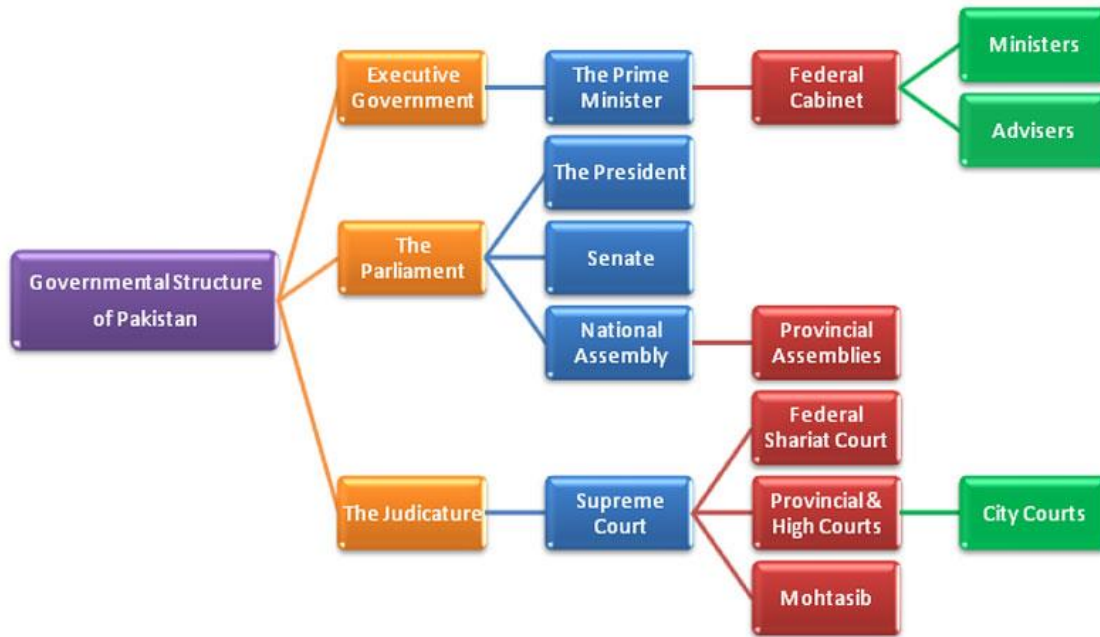 Governmental Structure
of Pakistan
Executive
Government
The Prime
Minister
Federal
Cabinet
Ministers
Advisers
The
Parliament
The President
Senate
National
Assembly
Provincial
Assemblies
The Judicature
Supreme
Court
Federal
Shariat Court
Provincial &
High Courts
City Courts
Mohtasib